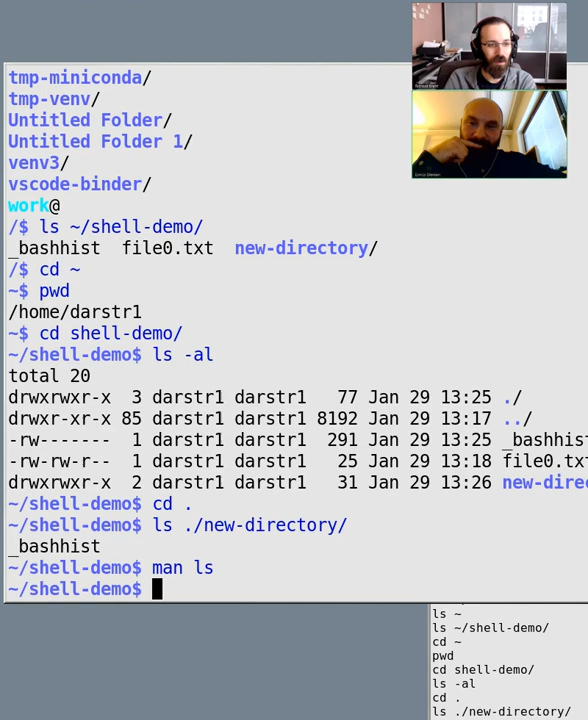 tmp-miniconda/
tmp-venv/
Untitled Folder/
Untitled Folder 1/
venv3/
vscode-binder/
work@
/$ ls ~/shell-demo/
_bashhist  file0.txt  new-directory/
/$ cd ~
~$ pwd
/home/darstr1
~$ cd shell-demo/
~/shell-demo$ ls -al
total 20
drwxrwxr-x  3 darstr1 darstr1   77 Jan 29 13:25 ./
drwxr-xr-x 85 darstr1 darstr1 8192 Jan 29 13:17 ../
-rw-------  1 darstr1 darstr1  291 Jan 29 13:25 _bashhis
-rw-rw-r--  1 darstr1 darstr1   25 Jan 29 13:18 file0.tx
drwxrwxr-x  2 darstr1 darstr1   31 Jan 29 13:26 new-dire
~/shell-demo$ cd .
~/shell-demo$ ls ./new-directory/
_bashhist
~/shell-demo$ man ls
~/shell-demo$
ls ~
ls ~/shell-demo/
cd ~
pwd
cd shell-demo/
ls -al
cd .
ls ./new-directory/